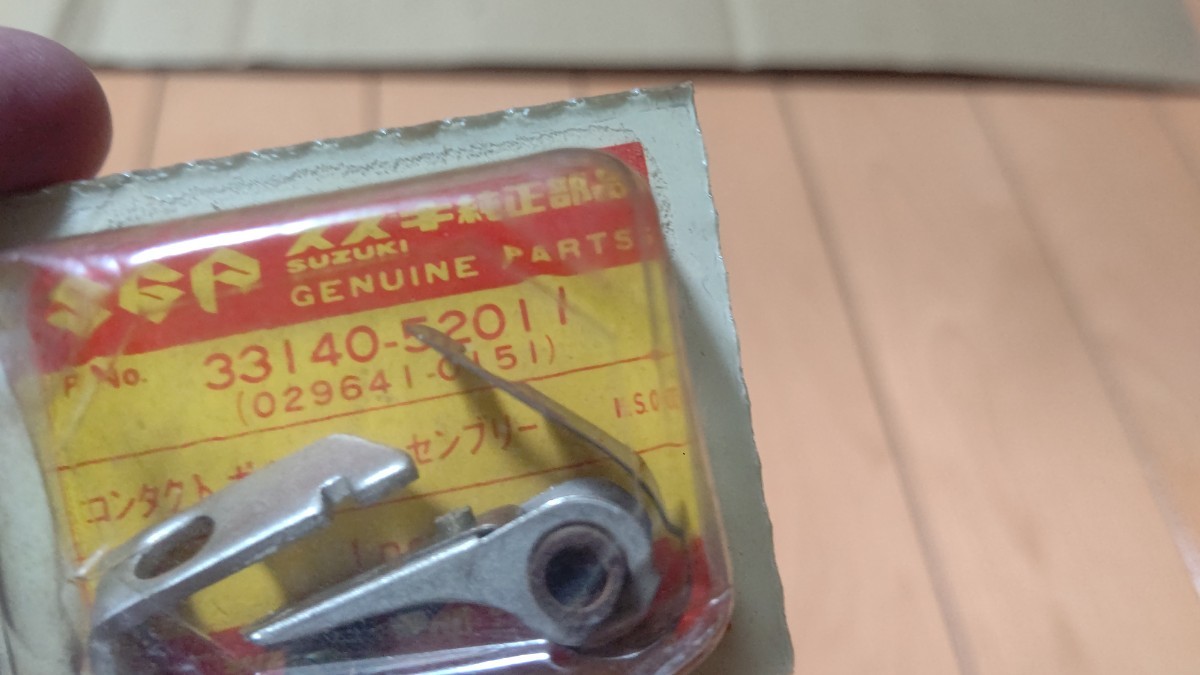 SGP スズキ純正部品
SUZUKI
GENUINE PARTS
P. No. 33140-52011
(029641-0151)
コンタクト センブリー